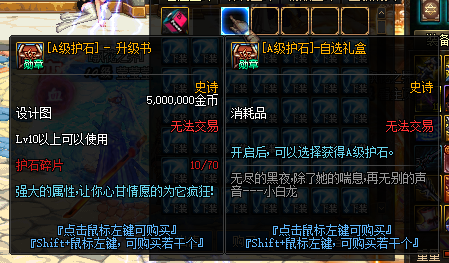 [A级护石] - 升级书
勋章
史诗
5,000,000金币
设计图
无法交易
Lv10以上可以使用
护石碎片 10/70
强大的属性,让你心甘情愿的为它疯狂!
『点击鼠标左键可购买』
『Shift+鼠标左键, 可购买若干个』
[A级护石]-自选礼盒
勋章
史诗
消耗品
无法交易
开启后, 可以选择获得A级护石。
无尽的黑夜,除了她的喘息,再无别的声
音---小白龙
『点击鼠标左键可购买』
『Shift+鼠标左键, 可购买若干个』